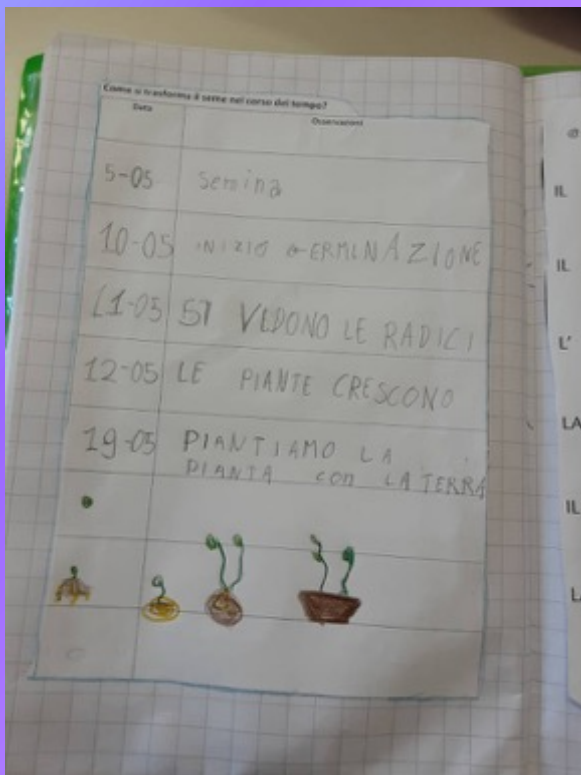 Come si trasforma il seme nel corso del tempo?
Data Osservazioni
5-05 semina
10-05 INIZIO GERMINAZIONE
11-05 SI VEDONO LE RADICI
12-05 LE PIANTE CRESCONO
19-05 PIANTIAMO LA
PIANTA CON LA TERRA
IL
IL
L'
LA
IL